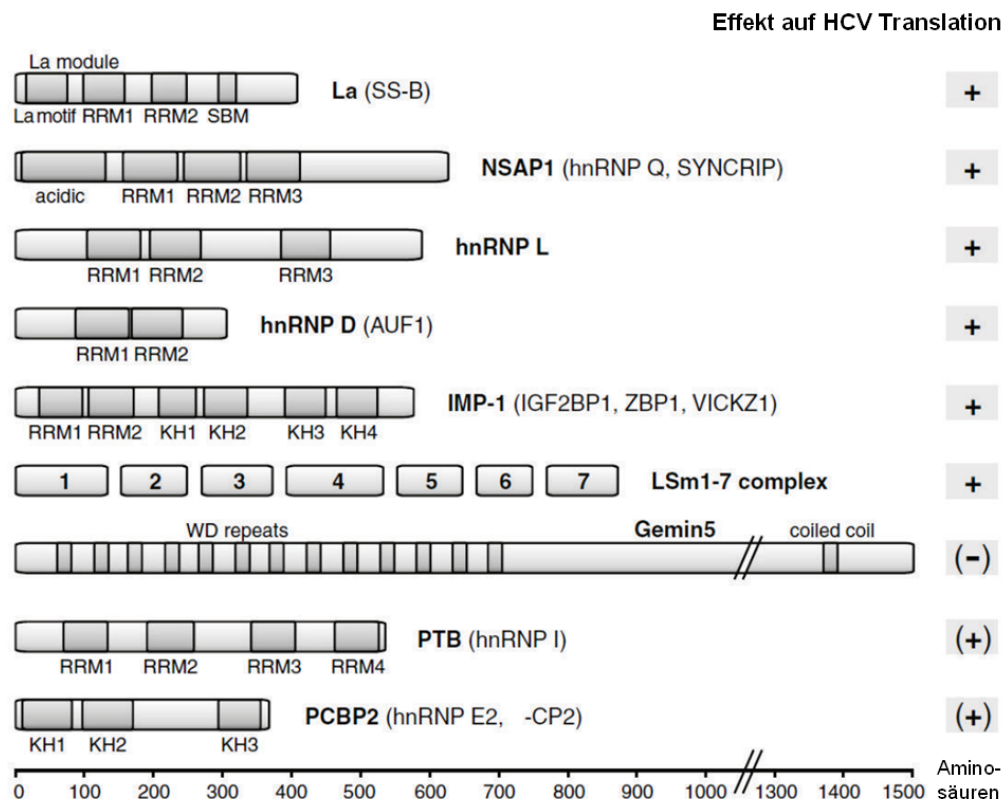 Effekt auf HCV Translation
La module
La (SS-B)
+
La motif RRM1 RRM2 SBM
NSAP1 (hnRNP Q, SYNCRIP)
+
acidic RRM1 RRM2 RRM3
hnRNP L
+
RRM1 RRM2 RRM3
hnRNP D (AUF1)
+
RRM1 RRM2
IMP-1 (IGF2BP1, ZBP1, VICKZ1)
+
RRM1 RRM2 KH1 KH2 KH3 KH4
1 2 3 4 5 6 7 LSm1-7 complex
+
WD repeats Gemin5 coiled coil
(-)
PTB (hnRNP I)
(+)
RRM1 RRM2 RRM3 RRM4
PCBP2 (hnRNP E2, -CP2)
(+)
KH1 KH2 KH3
0 100 200 300 400 500 600 700 800 900 1000 1300 1400 1500
Amino-
säuren